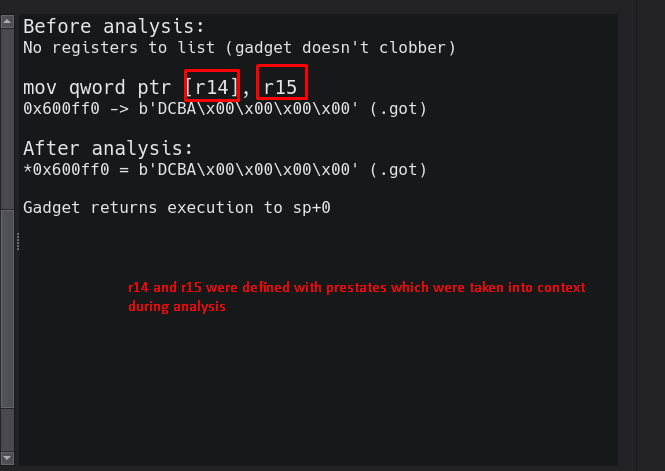 Before analysis:
No registers to list (gadget doesn't clobber)
mov qword ptr [r14], r15
0x600ff0 -> b'DCBA\x00\x00\x00\x00' (.got)
After analysis:
*0x600ff0 = b'DCBA\x00\x00\x00\x00' (.got)
Gadget returns execution to sp+0
r14 and r15 were defined with prestates which were taken into context
during analysis